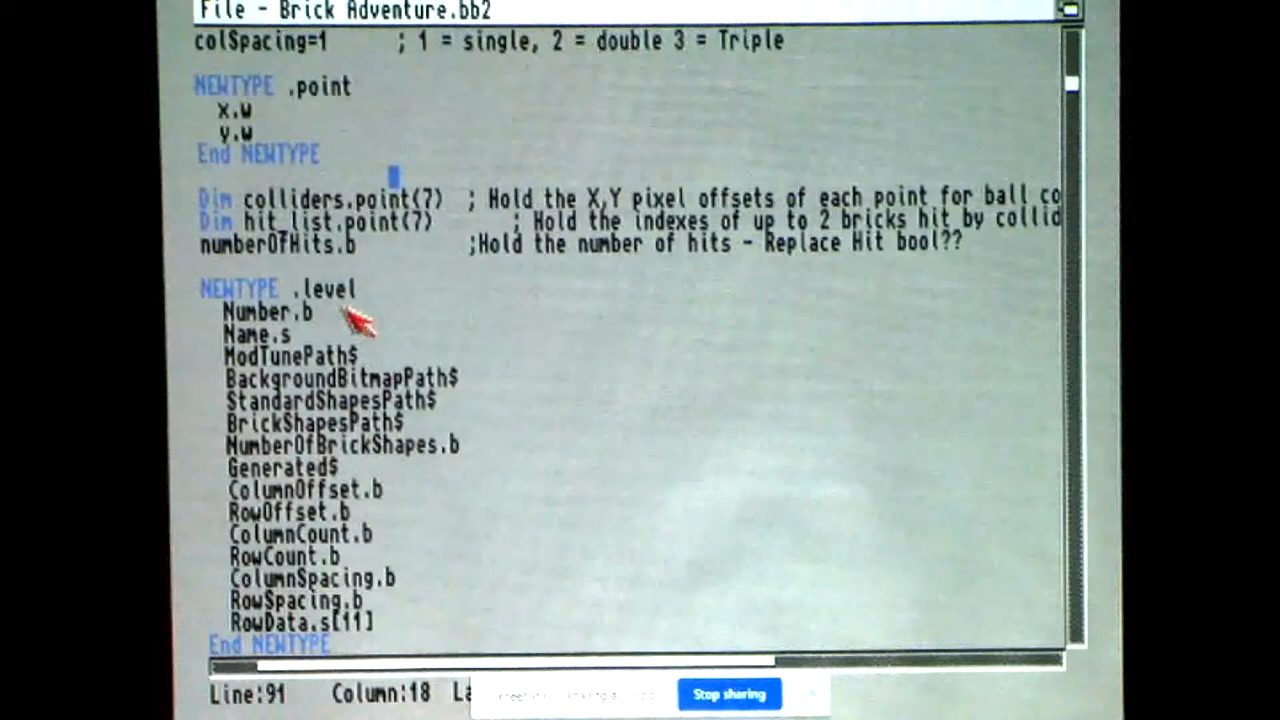 File - Brick Adventure.bb2
colSpacing=1 ; 1 = single, 2 = double 3 = Triple
NEWTYPE .point
x.w
y.w
End NEWTYPE
Dim colliders.point(7) ; Hold the X,Y pixel offsets of each point for ball co
Dim hit_list.point(7) ; Hold the indexes of up to 2 bricks hit by collid
numberOfHits.b ;Hold the number of hits - Replace Hit bool??
NEWTYPE .level
Number.b
Name.s
ModTunePath$
BackgroundBitmapPath$
StandardShapesPath$
BrickShapesPath$
NumberOfBrickShapes.b
Generated$
ColumnOffset.b
RowOffset.b
ColumnCount.b
RowCount.b
ColumnSpacing.b
RowSpacing.b
RowData.s[11]
End NEWTYPE
Line:91 Column:18 La
Stop sharing